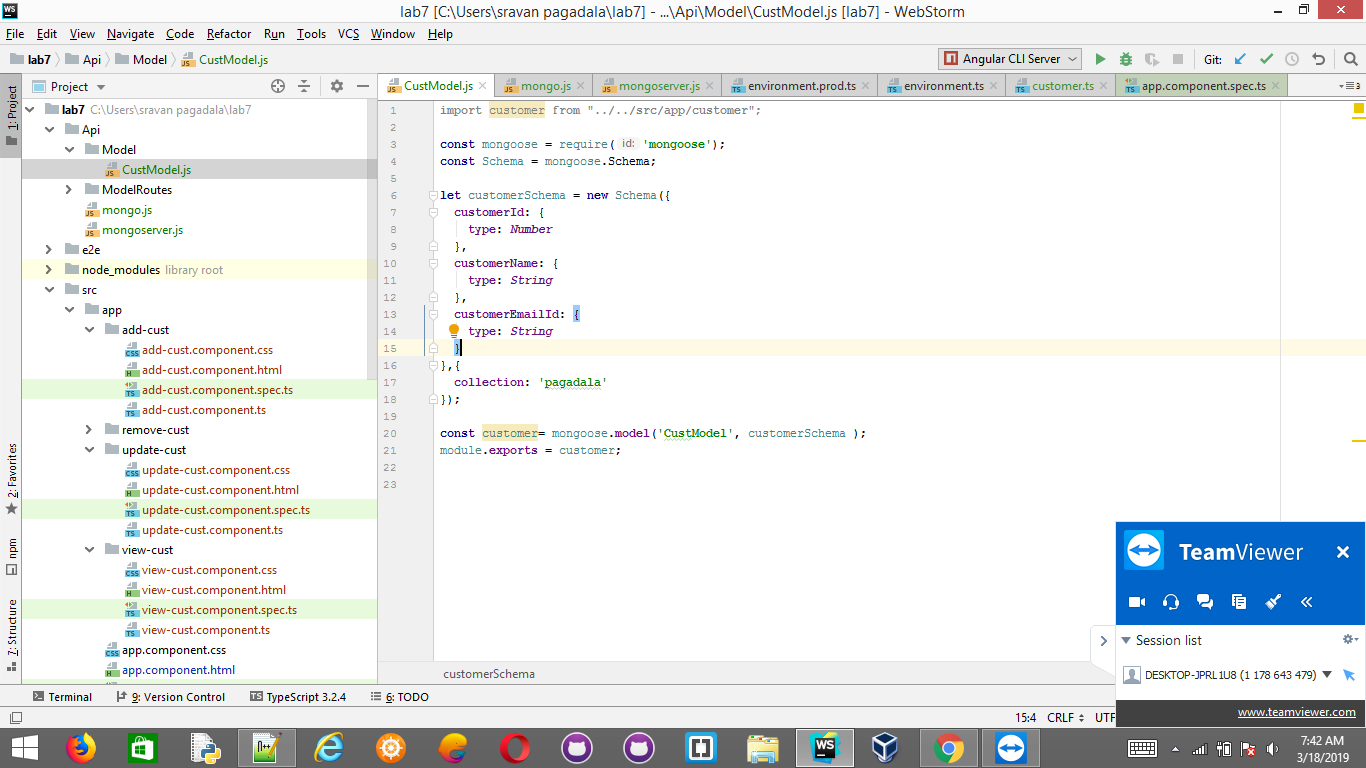 lab7 [C:\Users\sravan pagadala\lab7] - ...\Api\Model\CustModel.js [lab7] - WebStorm
File Edit View Navigate Code Refactor Run Tools VCS Window Help
lab7 Api Model CustModel.js Angular CLI Server Git:
Project CustModel.js mongo.js mongoserver.js environment.prod.ts environment.ts customer.ts app.component.spec.ts 3
1: Project
2: Favorites
npm
7: Structure
lab7 C:\Users\sravan pagadala\lab7
Api
Model
CustModel.js
ModelRoutes
mongo.js
mongoserver.js
e2e
node_modules library root
src
app
add-cust
add-cust.component.css
add-cust.component.html
add-cust.component.spec.ts
add-cust.component.ts
remove-cust
update-cust
update-cust.component.css
update-cust.component.html
update-cust.component.spec.ts
update-cust.component.ts
view-cust
view-cust.component.css
view-cust.component.html
view-cust.component.spec.ts
view-cust.component.ts
app.component.css
app.component.html
1 import customer from "../../src/app/customer";
2
3 const mongoose = require( id: 'mongoose');
4 const Schema = mongoose.Schema;
5
6 let customerSchema = new Schema({
7 customerId: {
8 type: Number
9 },
10 customerName: {
11 type: String
12 },
13 customerEmailId: {
14 type: String
15 }
16 },{
17 collection: 'pagadala'
18 });
19
20 const customer= mongoose.model('CustModel', customerSchema );
21 module.exports = customer;
22
23
customerSchema
TeamViewer
Session list
DESKTOP-JPRL1U8 (1 178 643 479)
www.teamviewer.com
Terminal 9: Version Control TypeScript 3.2.4 6: TODO
15:4 CRLF UTF
7:42 AM
3/18/2019